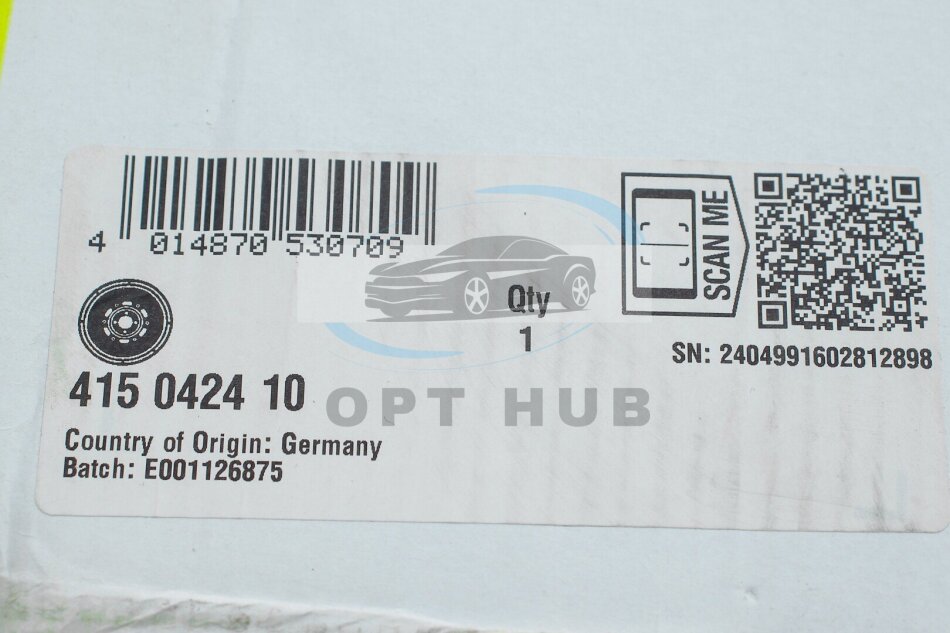 4 014870 530709
SCAN ME
Qty
1
SN: 2404991602812898
415 0424 10
OPT HUB
Country of Origin: Germany
Batch: E001126875